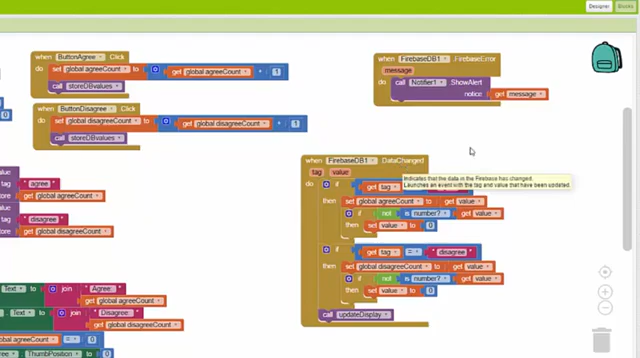 Designer Blocks
when ButtonAgree .Click
do set global agreeCount to get global agreeCount + 1
call storeDBvalues
when ButtonDisagree .Click
do set global disagreeCount to get global disagreeCount + 1
call storeDBvalues
when FirebaseDB1 .FirebaseError
message
do call Notifier1 .ShowAlert
notice get message
tag "agree"
get global agreeCount
tag "disagree"
get global disagreeCount
when FirebaseDB1 .DataChanged
tag value
Indicates that the data in the Firebase has changed.
Launches an event with the tag and value that have been updated.
do if get tag
then set global agreeCount to get value
if not is number? get value
then set value to 0
if get tag = "disagree"
then set global disagreeCount to get value
if not is number? get value
then set value to 0
call updateDisplay
Text to join "Agree:"
get global agreeCount
Text to join "Disagree:"
get global disagreeCount
global agreeCount = 0
ThumbPosition to